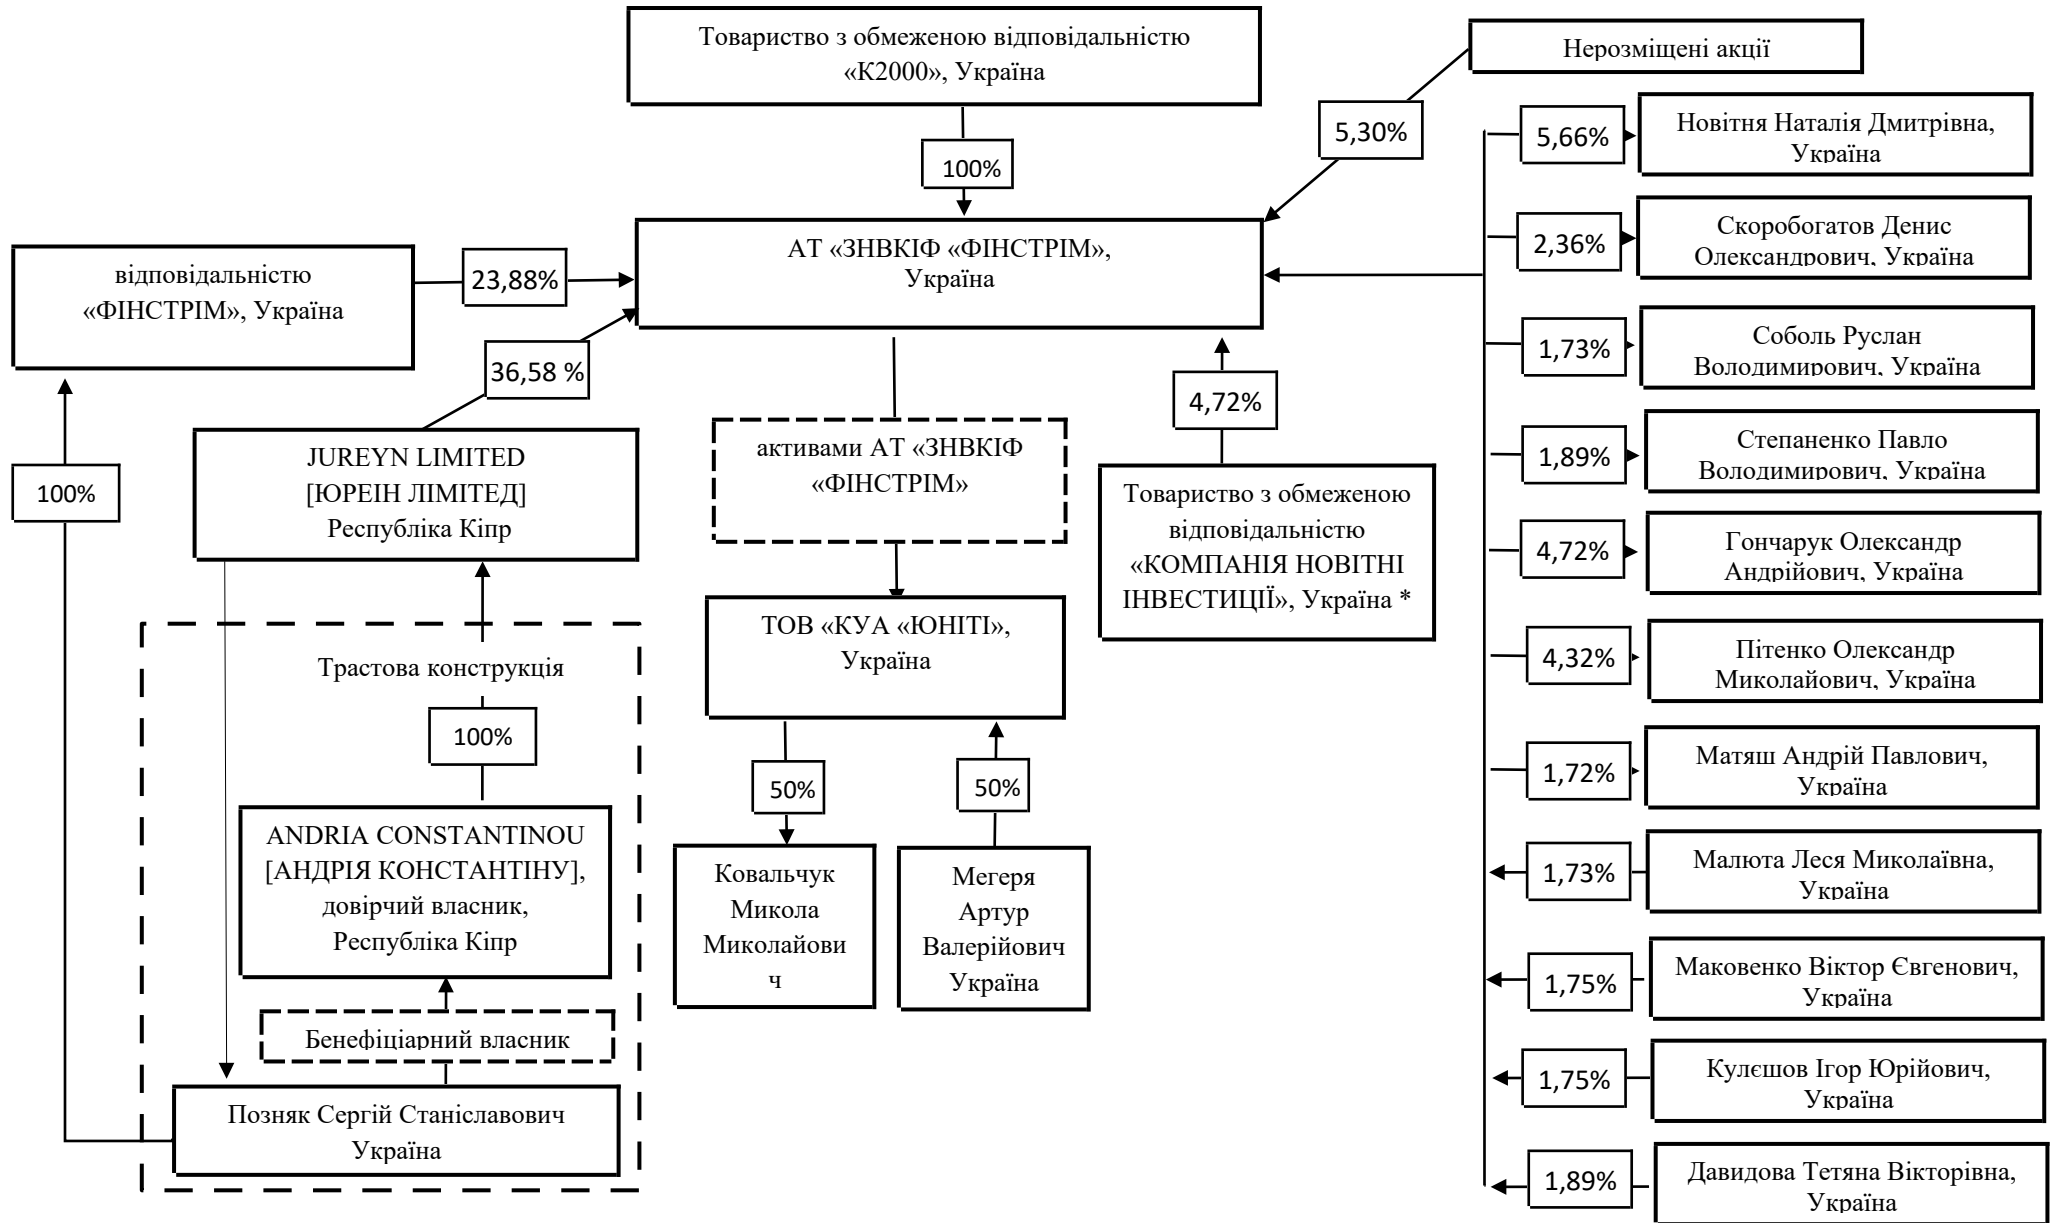 Товариство з обмеженою відповідальністю
«К2000», Україна
Нерозміщені акції
5,30%
100%
АТ «ЗНВКІФ «ФІНСТРІМ»,
Україна
відповідальністю
«ФІНСТРІМ», Україна
23,88%
36,58 %
100%
JUREYN LIMITED
[ЮРЕІН ЛІМІТЕД]
Республіка Кіпр
Трастова конструкція
100%
ANDRIA CONSTANTINOU
[АНДРІЯ КОНСТАНТІНУ],
довірчий власник,
Республіка Кіпр
Бенефіціарний власник
Позняк Сергій Станіславович
Україна
активами АТ «ЗНВКІФ
«ФІНСТРІМ»
ТОВ «КУА «ЮНІТІ»,
Україна
50%
50%
Ковальчук
Микола
Миколайови
ч
Мегеря
Артур
Валерійович
Україна
4,72%
Товариство з обмеженою
відповідальністю
«КОМПАНІЯ НОВІТНІ
ІНВЕСТИЦІЇ», Україна *
5,66%
Новітня Наталія Дмитрівна,
Україна
2,36%
Скоробогатов Денис
Олександрович, Україна
1,73%
Соболь Руслан
Володимирович, Україна
1,89%
Степаненко Павло
Володимирович, Україна
4,72%
Гончарук Олександр
Андрійович, Україна
4,32%
Пітенко Олександр
Миколайович, Україна
1,72%
Матяш Андрій Павлович,
Україна
1,73%
Малюта Леся Миколаївна,
Україна
1,75%
Маковенко Віктор Євгенович,
Україна
1,75%
Кулєшов Ігор Юрійович,
Україна
1,89%
Давидова Тетяна Вікторівна,
Україна